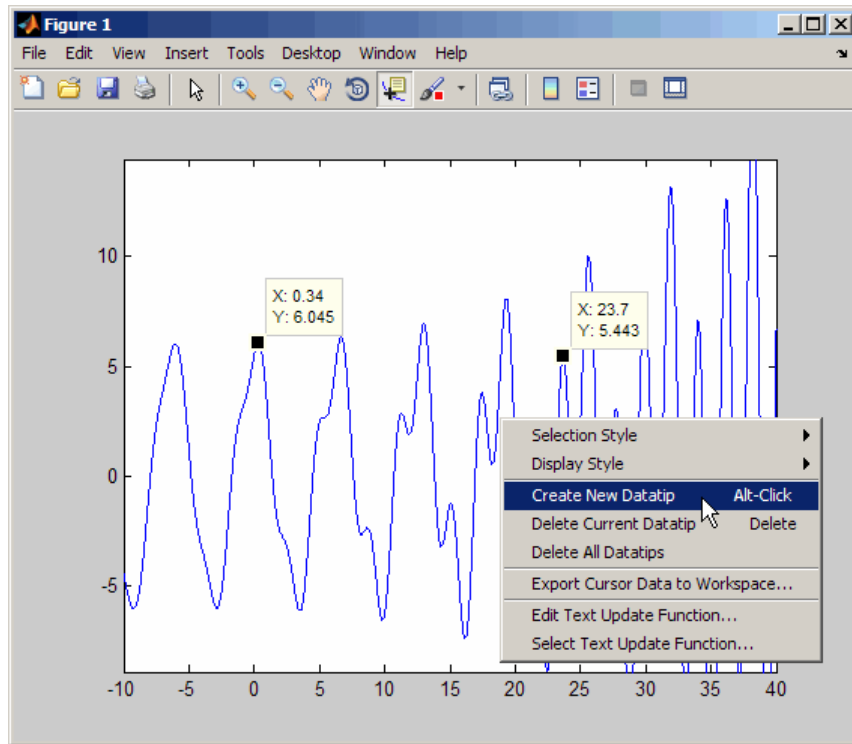 Figure 1
File Edit View Insert Tools Desktop Window Help
10
5
0
-5
X: 0.34
Y: 6.045
X: 23.7
Y: 5.443
Selection Style
Display Style
Create New Datatip Alt-Click
Delete Current Datatip Delete
Delete All Datatips
Export Cursor Data to Workspace...
Edit Text Update Function...
Select Text Update Function...
-10 -5 0 5 10 15 20 25 30 35 40